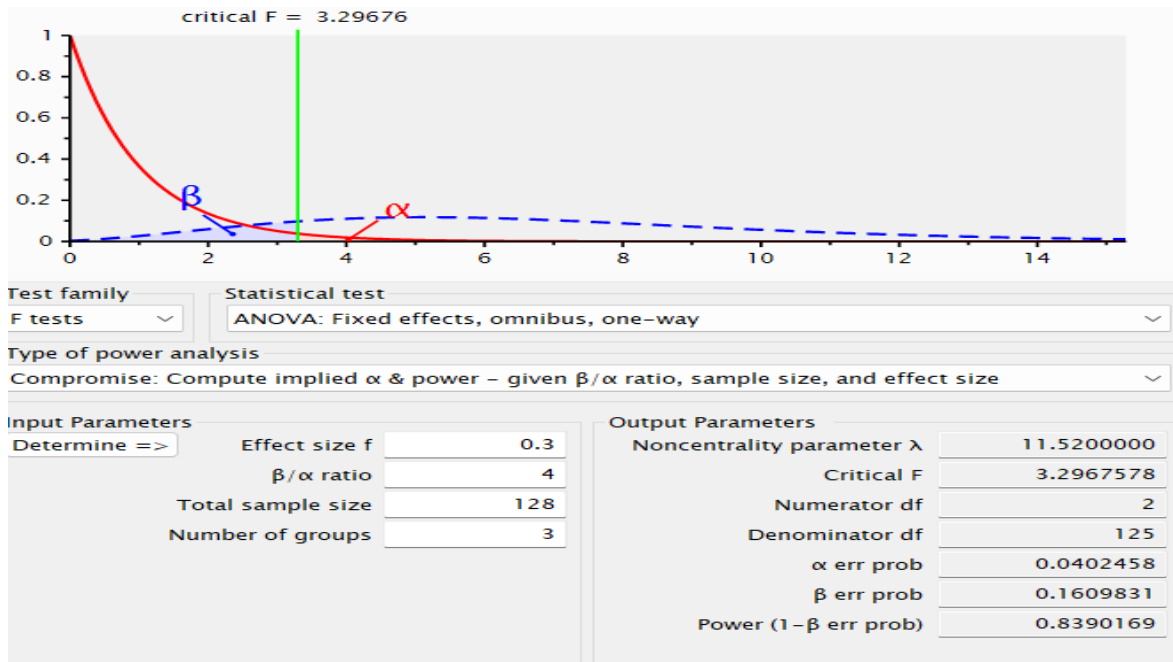 critical F = 3.29676
1
0.8
0.6
0.4
0.2
0
β
α
0 2 4 6 8 10 12 14
Test family
Statistical test
F tests
ANOVA: Fixed effects, omnibus, one-way
Type of power analysis
Compromise: Compute implied α & power - given β/α ratio, sample size, and effect size
Input Parameters
Output Parameters
Determine => Effect size f 0.3
Noncentrality parameter λ 11.5200000
β/α ratio 4
Critical F 3.2967578
Total sample size 128
Numerator df 2
Number of groups 3
Denominator df 125
α err prob 0.0402458
β err prob 0.1609831
Power (1-β err prob) 0.8390169